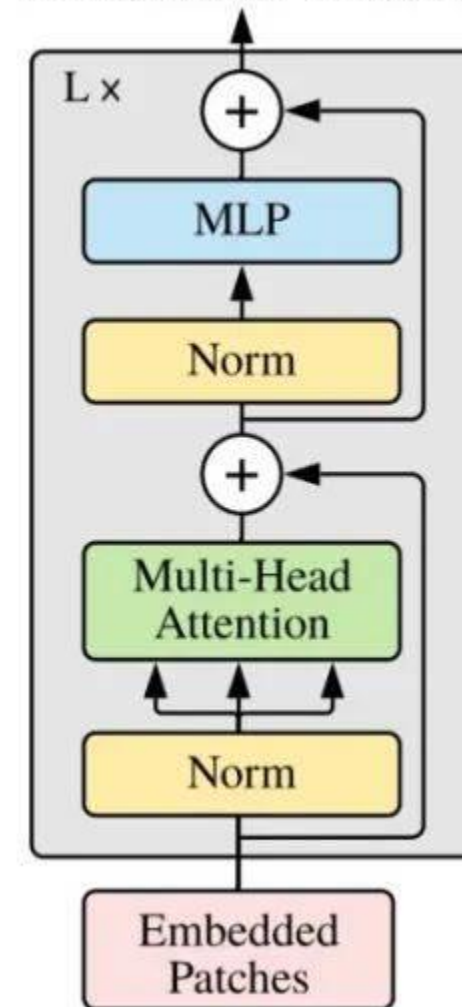 L ×
+
MLP
Norm
+
Multi-Head
Attention
Norm
Embedded
Patches